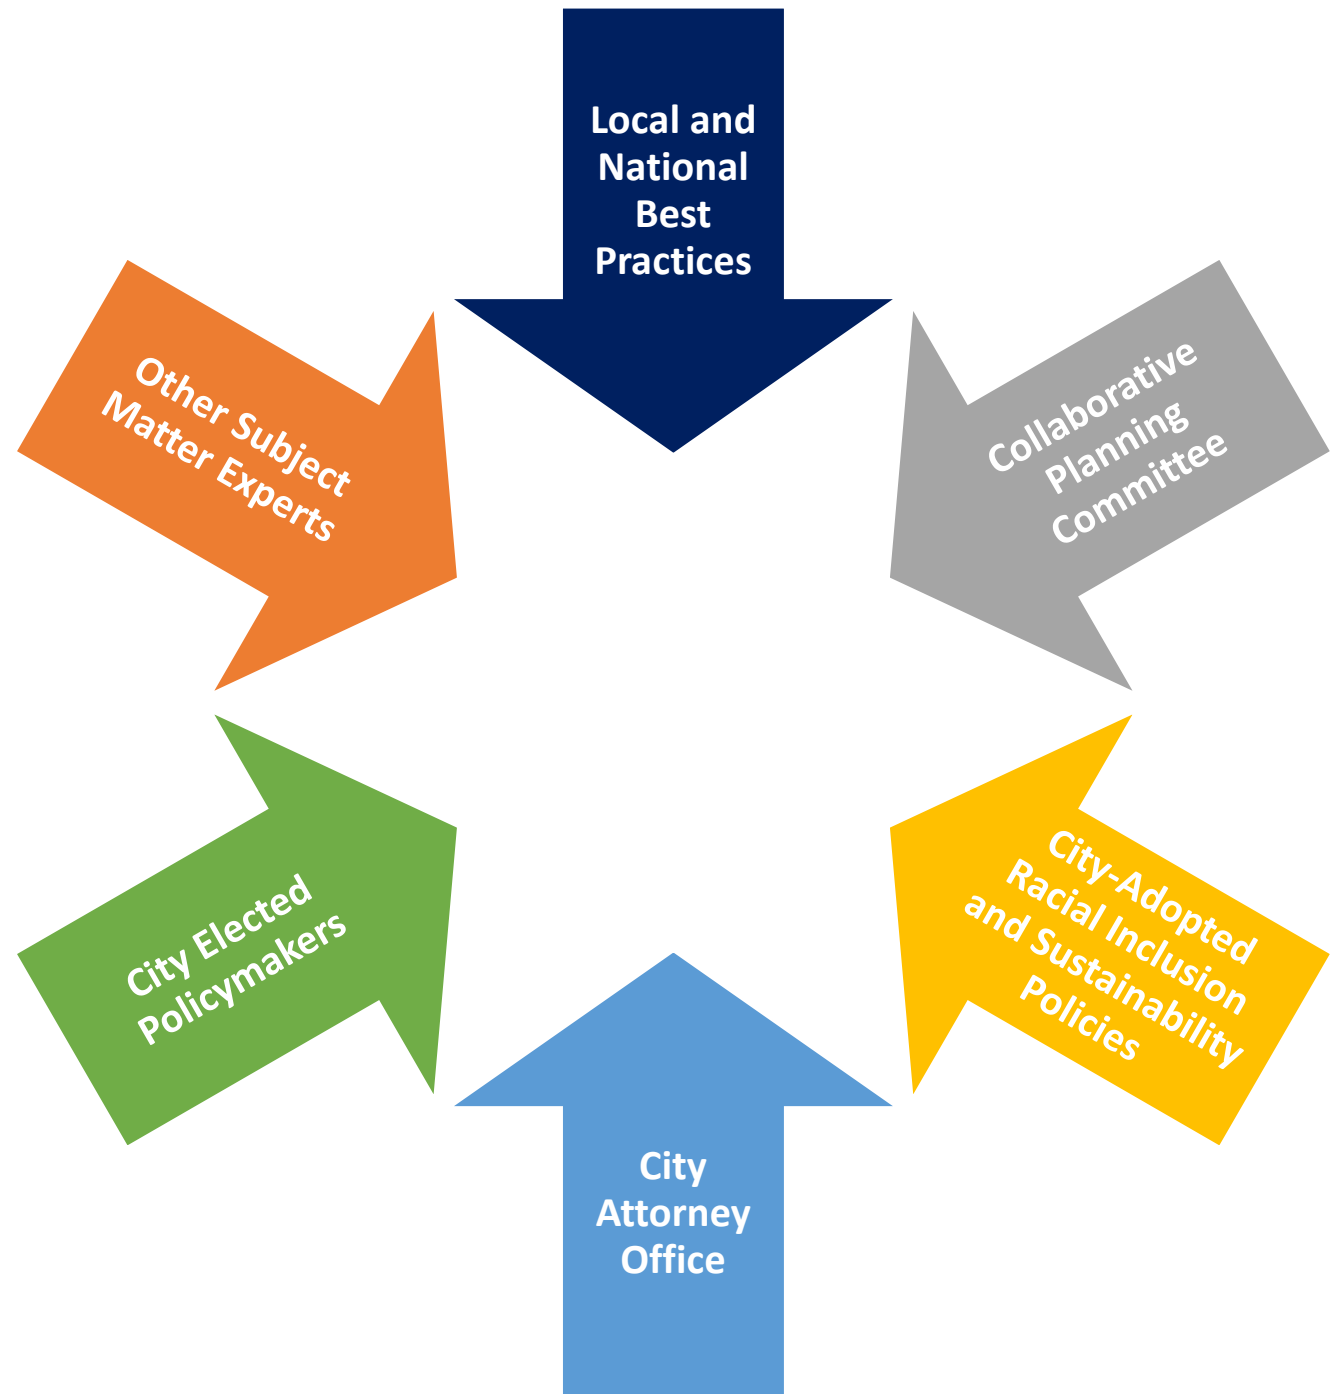 Local and
National
Best
Practices
Collaborative
Planning
Committee
City-Adopted
Racial Inclusion
and Sustainability
Policies
City
Attorney
Office
City Elected
Policymakers
Other Subject
Matter Experts